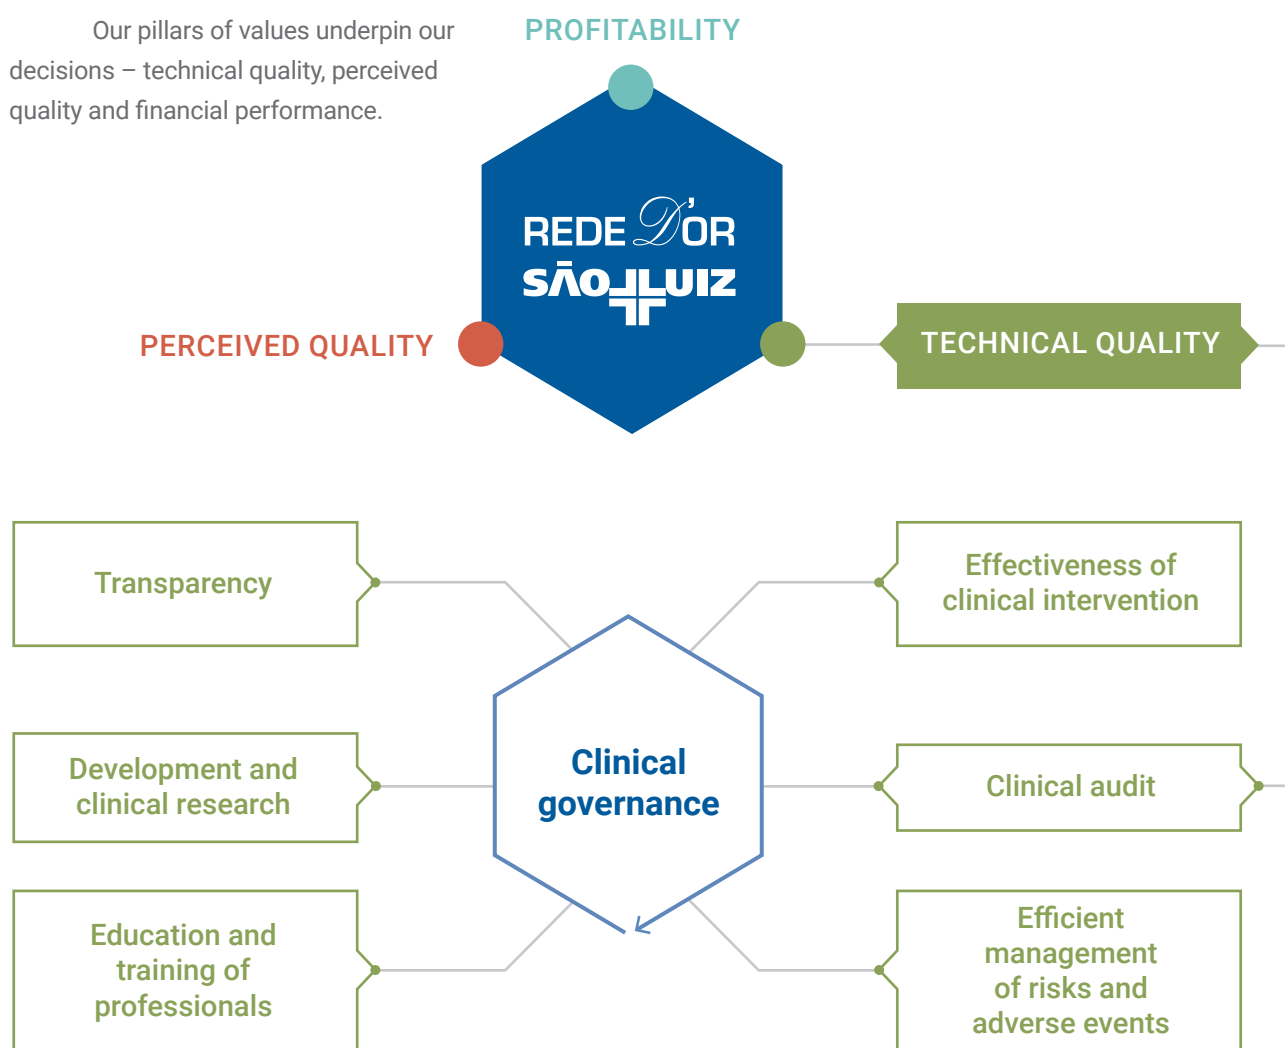 Our pillars of values underpin our
decisions – technical quality, perceived
quality and financial performance.
PROFITABILITY
REDE D'OR
SÃO LUIZ
PERCEIVED QUALITY
TECHNICAL QUALITY
Transparency
Effectiveness of
clinical intervention
Development and
clinical research
Clinical
governance
Clinical audit
Education and
training of
professionals
Efficient
management
of risks and
adverse events